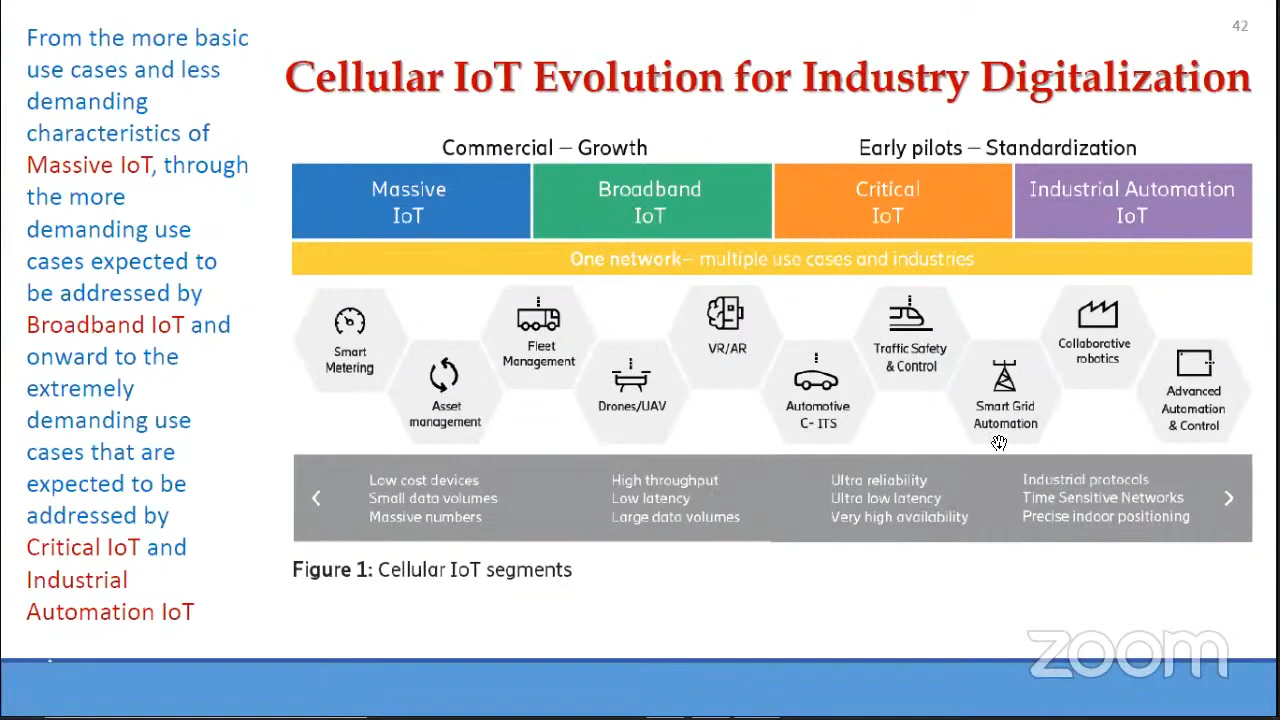 42
From the more basic
use cases and less
demanding
characteristics of
Massive IoT, through
the more
demanding use
cases expected to
be addressed by
Broadband IoT and
onward to the
extremely
demanding use
cases that are
expected to be
addressed by
Critical IoT and
Industrial
Automation IoT
Cellular IoT Evolution for Industry Digitalization
Commercial – Growth
Early pilots – Standardization
Massive
IoT
Broadband
IoT
Critical
IoT
Industrial Automation
IoT
One network– multiple use cases and industries
Smart
Metering
Asset
management
Fleet
Management
Drones/UAV
VR/AR
Automotive
C- ITS
Traffic Safety
& Control
Smart Grid
Automation
Collaborative
robotics
Advanced
Automation
& Control
Low cost devices
Small data volumes
Massive numbers
High throughput
Low latency
Large data volumes
Ultra reliability
Ultra low latency
Very high availability
Industrial protocols
Time Sensitive Networks
Precise indoor positioning
Figure 1: Cellular IoT segments
zoom